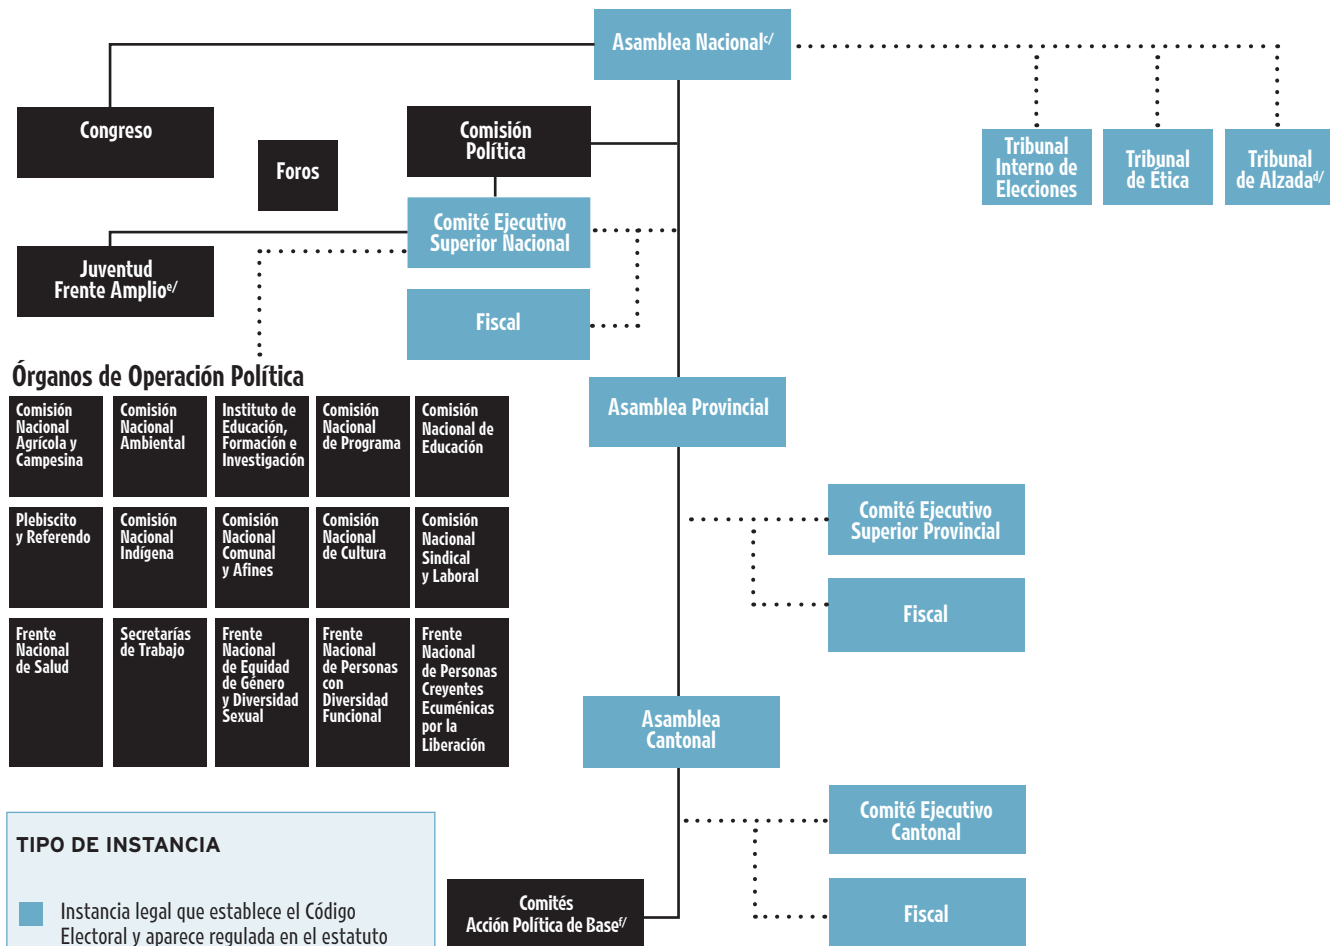 Asamblea Nacionalc/
Congreso
Comisión
Política
Foros
Tribunal
Interno de
Elecciones
Tribunal
de Ética
Tribunal
de Alzadad/
Comité Ejecutivo
Superior Nacional
Juventud
Frente Amplioe/
Fiscal
Órganos de Operación Política
Comisión
Nacional
Agrícola y
Campesina
Comisión
Nacional
Ambiental
Instituto de
Educación,
Formación e
Investigación
Comisión
Nacional
de Programa
Comisión
Nacional de
Educación
Plebiscito
y Referendo
Comisión
Nacional
Indígena
Comisión
Nacional
Comunal
y Afines
Comisión
Nacional
de Cultura
Comisión
Nacional
Sindical
y Laboral
Frente
Nacional
de Salud
Secretarías
de Trabajo
Frente
Nacional
de Equidad
de Género
y Diversidad
Sexual
Frente
Nacional
de Personas
con
Diversidad
Funcional
Frente
Nacional
de Personas
Creyentes
Ecuménicas
por la
Liberación
Asamblea Provincial
Comité Ejecutivo
Superior Provincial
Fiscal
Asamblea
Cantonal
Comité Ejecutivo
Cantonal
Fiscal
Comités
Acción Política de Basef/
TIPO DE INSTANCIA
Instancia legal que establece el Código
Electoral y aparece regulada en el estatuto